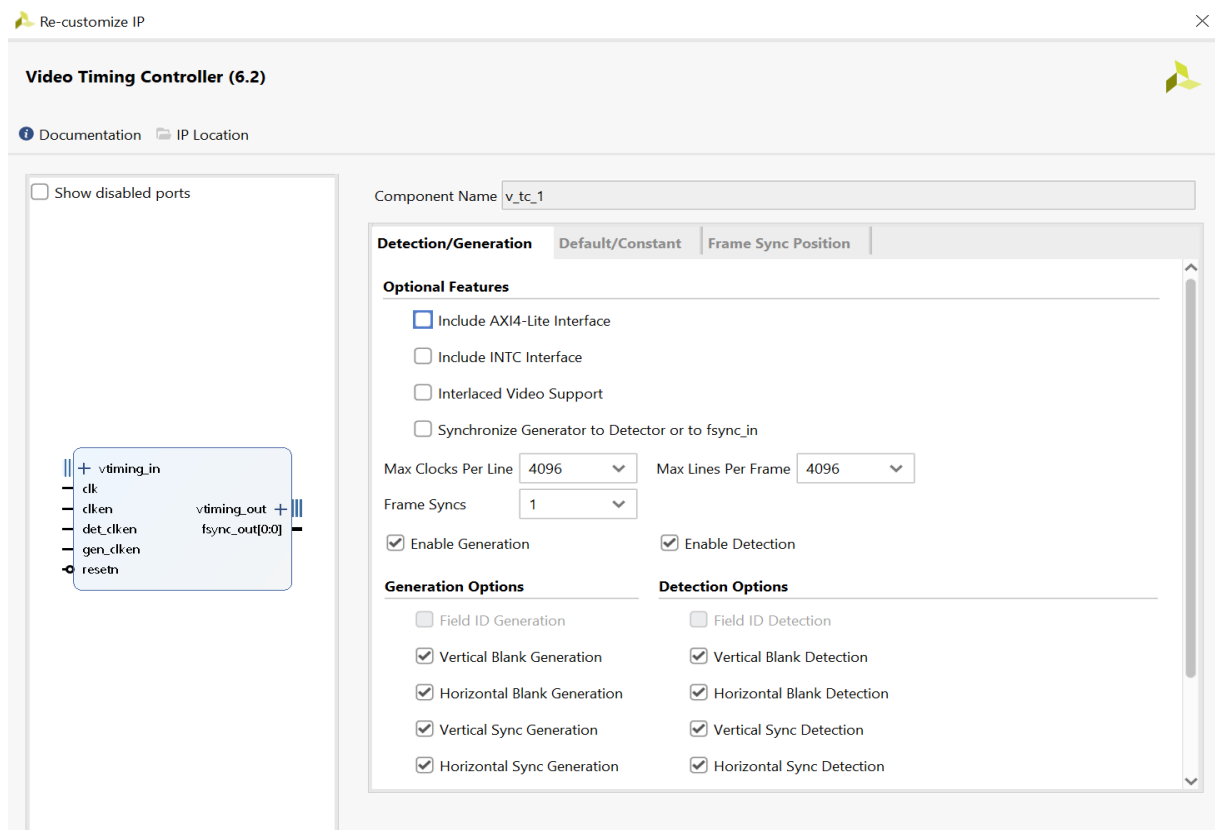 Re-customize IP
Video Timing Controller (6.2)
Documentation IP Location
Show disabled ports
vtiming_in
clk
clken
det_clken
gen_clken
resetn
vtiming_out
fsync_out[0:0]
Component Name v_tc_1
Detection/Generation Default/Constant Frame Sync Position
Optional Features
Include AXI4-Lite Interface
Include INTC Interface
Interlaced Video Support
Synchronize Generator to Detector or to fsync_in
Max Clocks Per Line 4096 Max Lines Per Frame 4096
Frame Syncs 1
Enable Generation Enable Detection
Generation Options Detection Options
Field ID Generation Field ID Detection
Vertical Blank Generation Vertical Blank Detection
Horizontal Blank Generation Horizontal Blank Detection
Vertical Sync Generation Vertical Sync Detection
Horizontal Sync Generation Horizontal Sync Detection